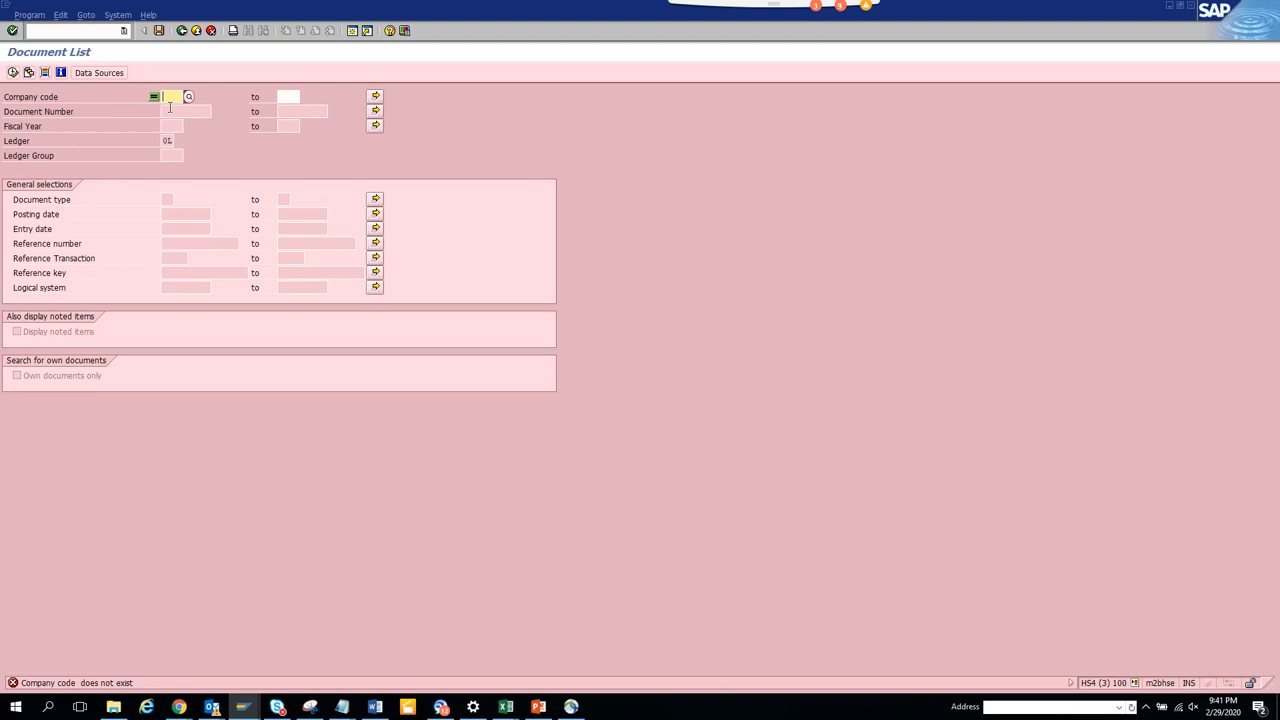 Program Edit Goto System Help
3 9
SAP
Document List
Data Sources
Company code to
Document Number to
Fiscal Year to
Ledger 0L
Ledger Group
General selections
Document type to
Posting date to
Entry date to
Reference number to
Reference Transaction to
Reference key to
Logical system to
Also display noted items
Display noted items
Search for own documents
Own documents only
Company code does not exist
HS4 (3) 100 m2bhse INS
Address
9:41 PM
2/29/2020